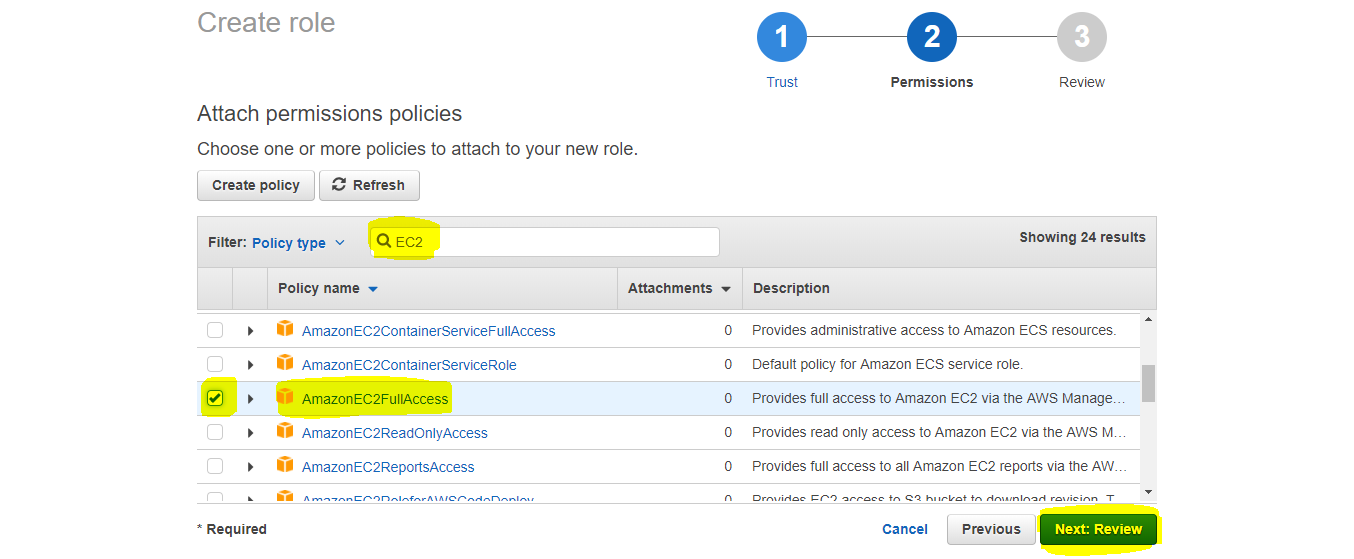 Create role
1 2 3
Trust Permissions Review
Attach permissions policies
Choose one or more policies to attach to your new role.
Create policy Refresh
Filter: Policy type EC2 Showing 24 results
Policy name Attachments Description
AmazonEC2ContainerServiceFullAccess 0 Provides administrative access to Amazon ECS resources.
AmazonEC2ContainerServiceRole 0 Default policy for Amazon ECS service role.
AmazonEC2FullAccess 0 Provides full access to Amazon EC2 via the AWS Manage…
AmazonEC2ReadOnlyAccess 0 Provides read only access to Amazon EC2 via the AWS M…
AmazonEC2ReportsAccess 0 Provides full access to all Amazon EC2 reports via the AW…
AmazonEC2RoleforAWSCodeDeploy 0 Provides EC2 access to S3 bucket to download revision. T…
* Required Cancel Previous Next: Review